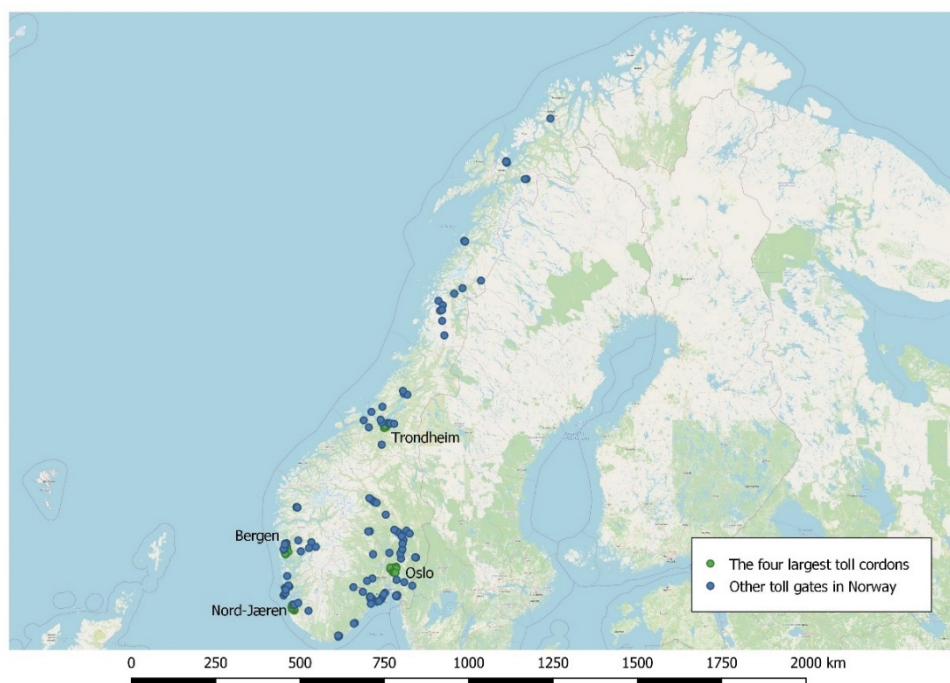 Trondheim
Bergen
Oslo
Nord-Jæren
The four largest toll cordons
Other toll gates in Norway
0 250 500 750 1000 1250 1500 1750 2000 km